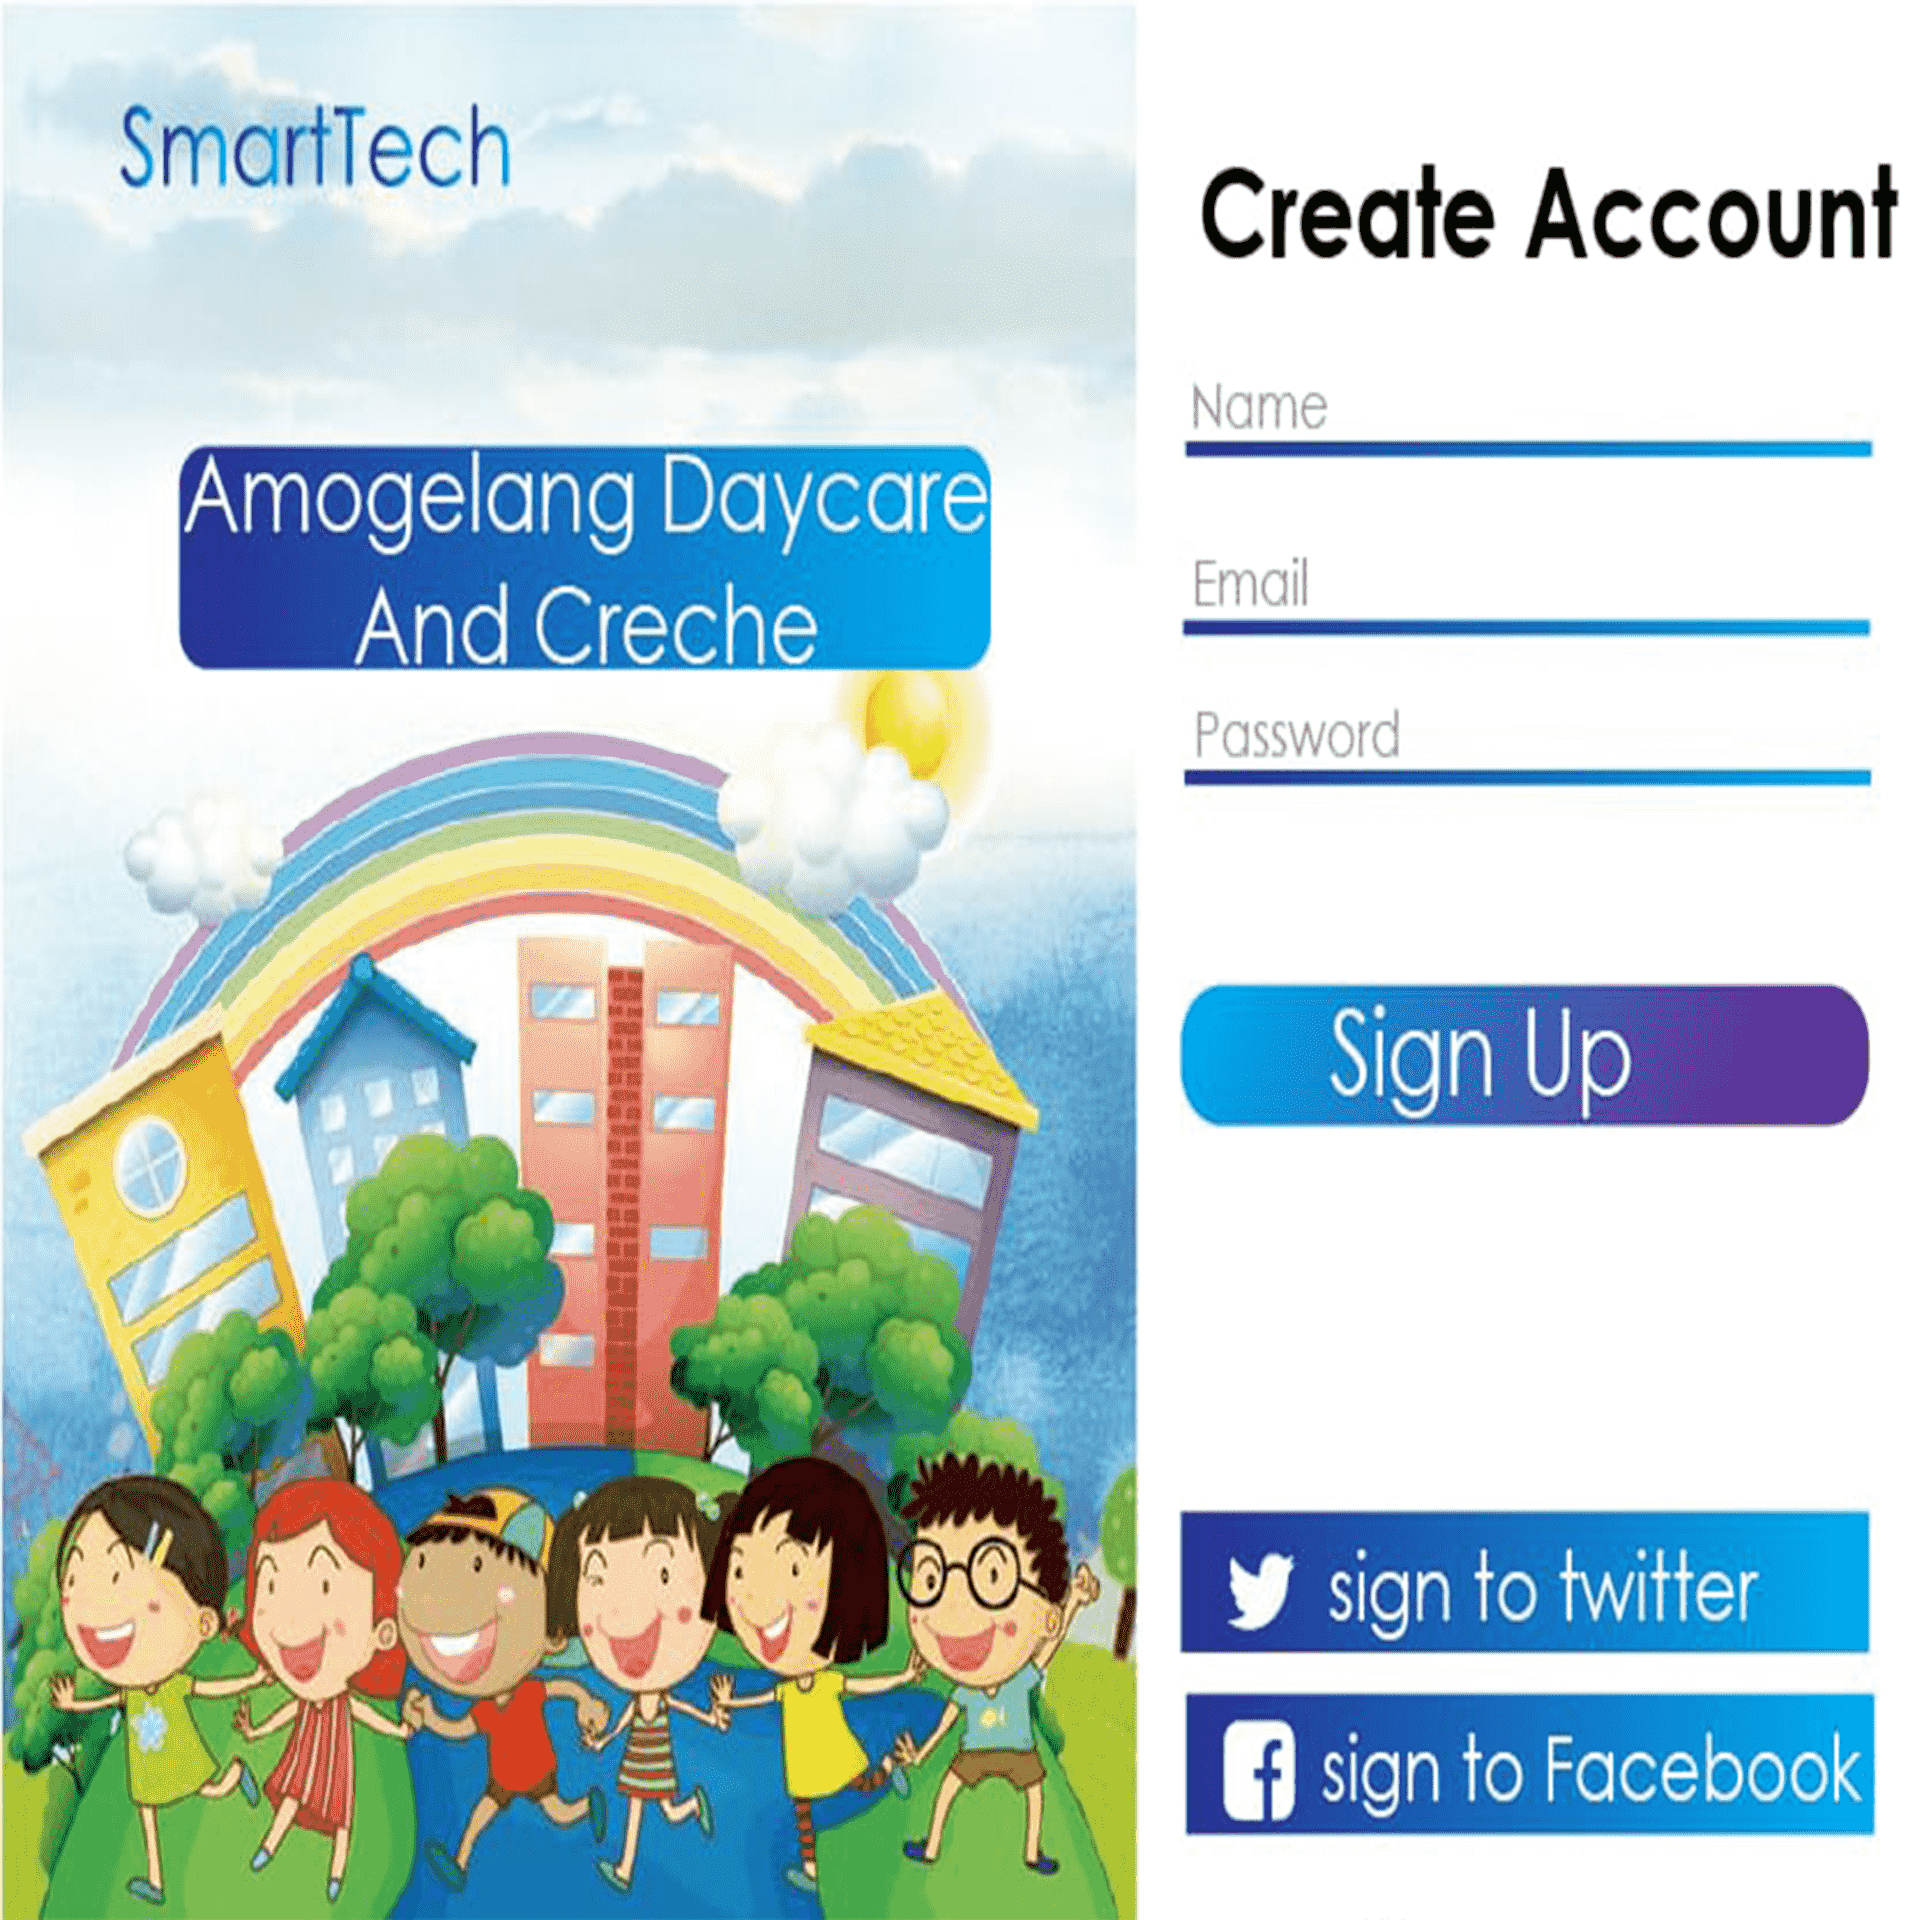 SmartTech
Amogelang Daycare
And Creche
Create Account
Name
Email
Password
Sign Up
sign to twitter
sign to Facebook